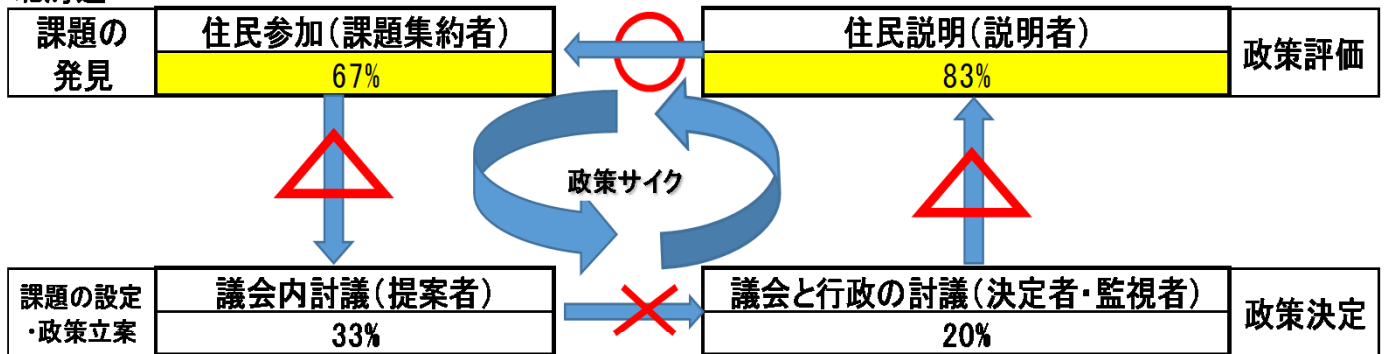 課題の
発見
住民参加(課題集約者)
67%
住民説明(説明者)
83%
政策評価
政策サイク
課題の設定
・政策立案
議会内討議(提案者)
33%
議会と行政の討議(決定者・監視者)
20%
政策決定